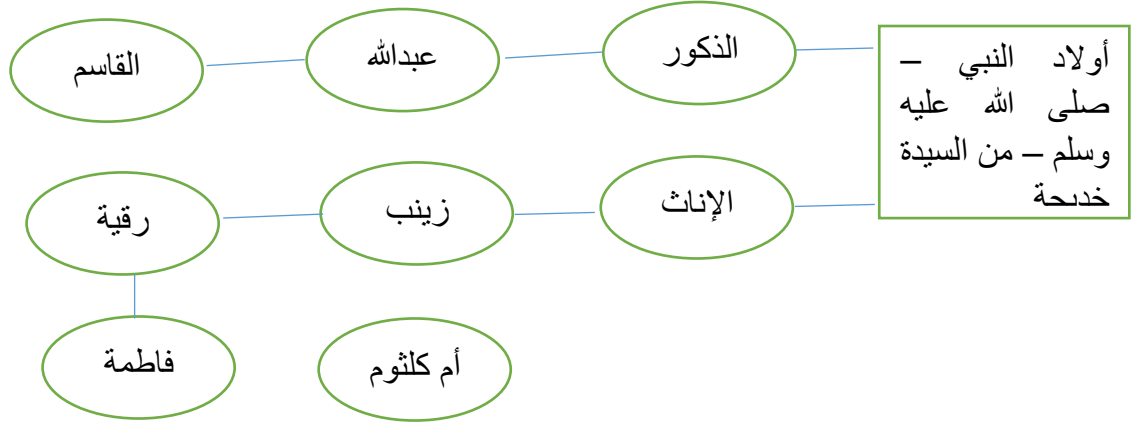 أولاد النبي –
صلى الله عليه
وسلم – من السيدة
خديجة
الذكور
عبدالله
القاسم
الإناث
زينب
رقية
أم كلثوم
فاطمة